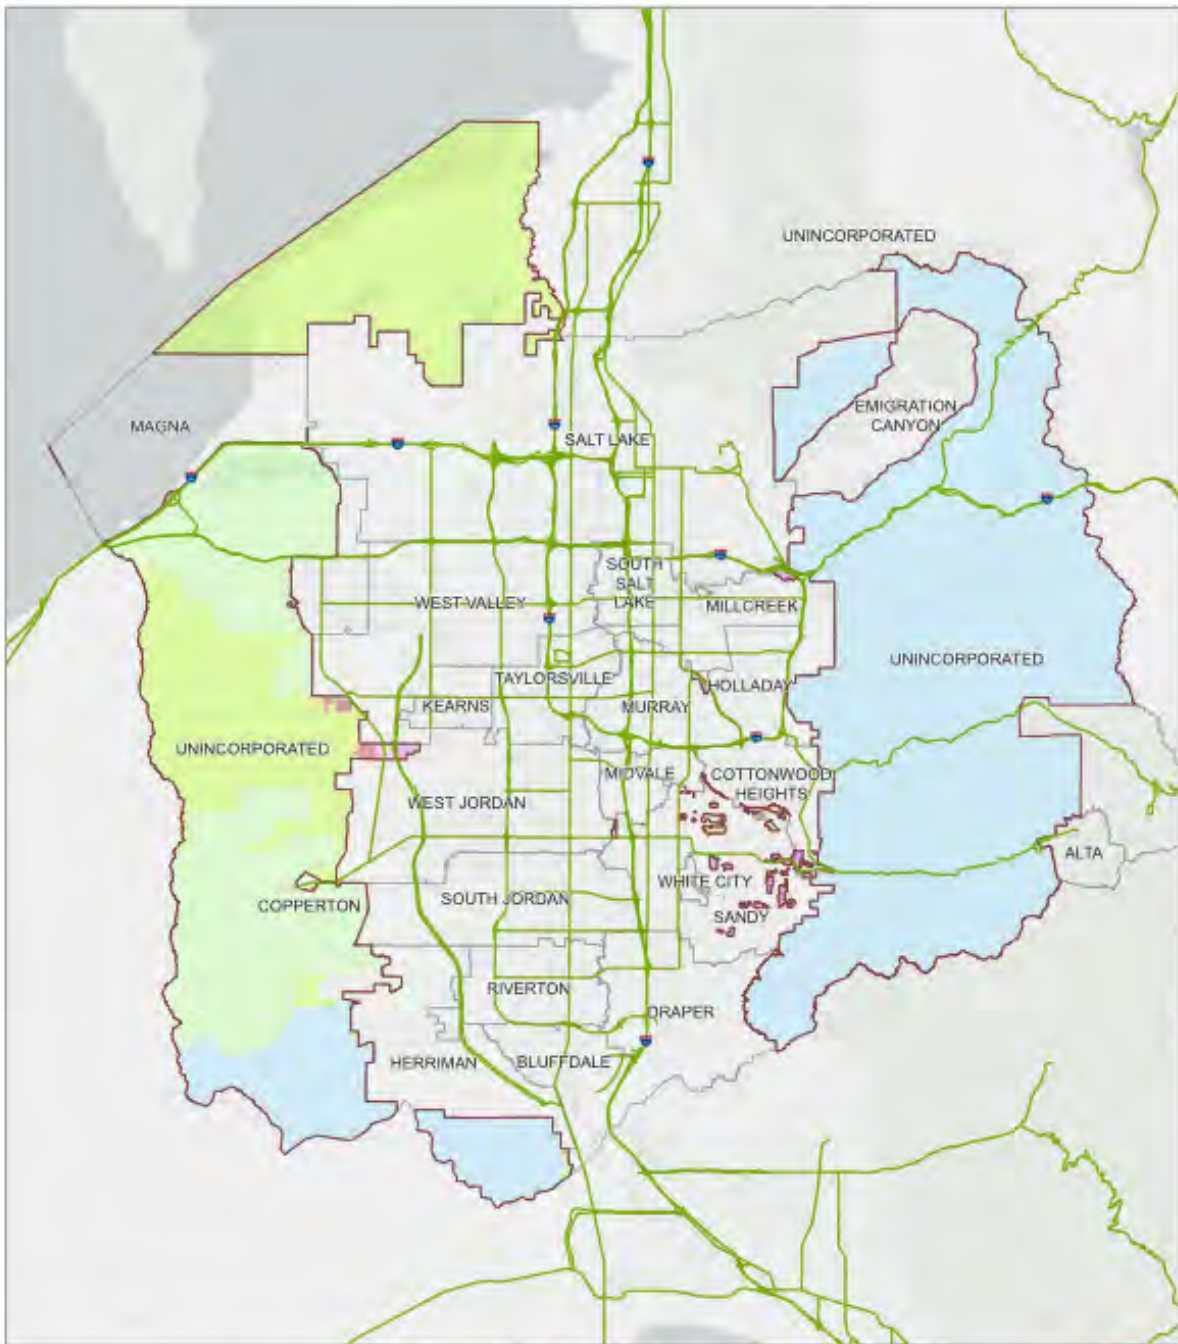 UNINCORPORATED
EMIGRATION
CANYON
MAGNA
SALT LAKE
SOUTH
SALT
LAKE
WEST VALLEY
MILLCREEK
UNINCORPORATED
TAYLORSVILLE
HOLLADAY
KEARNS
MURRAY
UNINCORPORATED
MIDVALE
COTTONWOOD
HEIGHTS
WEST JORDAN
ALTA
WHITE CITY
COPPERTON
SOUTH JORDAN
SANDY
RIVERTON
DRAPER
HERRIMAN
BLUFFDALE